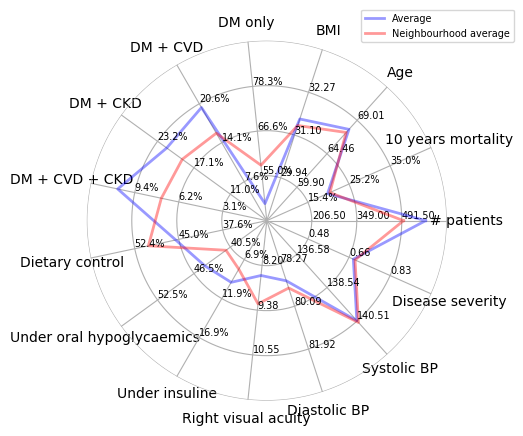 Average
Neighbourhood average
DM only
BMI
DM + CVD
Age
DM + CKD
10 years mortality
DM + CVD + CKD
# patients
Dietary control
Disease severity
Under oral hypoglycaemics
Systolic BP
Under insuline
Diastolic BP
Right visual acuity
78.3%
66.6%
55.0%
32.27
31.10
29.94
69.01
64.46
59.90
35.0%
25.2%
15.4%
206.50
349.00
491.50
0.48
0.66
0.83
136.58
138.54
140.51
78.27
80.09
81.92
8.20
9.38
10.55
6.9%
11.9%
16.9%
40.5%
46.5%
52.5%
37.6%
45.0%
52.4%
3.1%
6.2%
9.4%
11.0%
17.1%
23.2%
7.6%
14.1%
20.6%